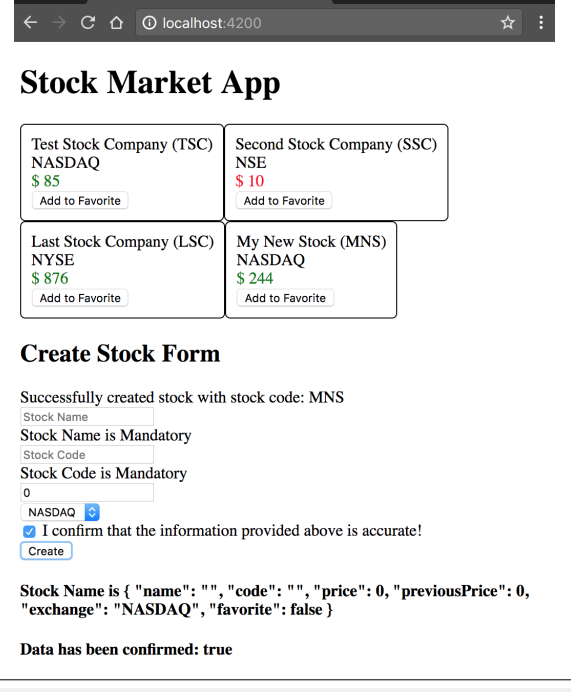 localhost:4200
Stock Market App
Test Stock Company (TSC)
NASDAQ
$ 85
Add to Favorite
Second Stock Company (SSC)
NSE
$ 10
Add to Favorite
Last Stock Company (LSC)
NYSE
$ 876
Add to Favorite
My New Stock (MNS)
NASDAQ
$ 244
Add to Favorite
Create Stock Form
Successfully created stock with stock code: MNS
Stock Name
Stock Name is Mandatory
Stock Code
Stock Code is Mandatory
0
NASDAQ
I confirm that the information provided above is accurate!
Create
Stock Name is { "name": "", "code": "", "price": 0, "previousPrice": 0,
"exchange": "NASDAQ", "favorite": false }
Data has been confirmed: true